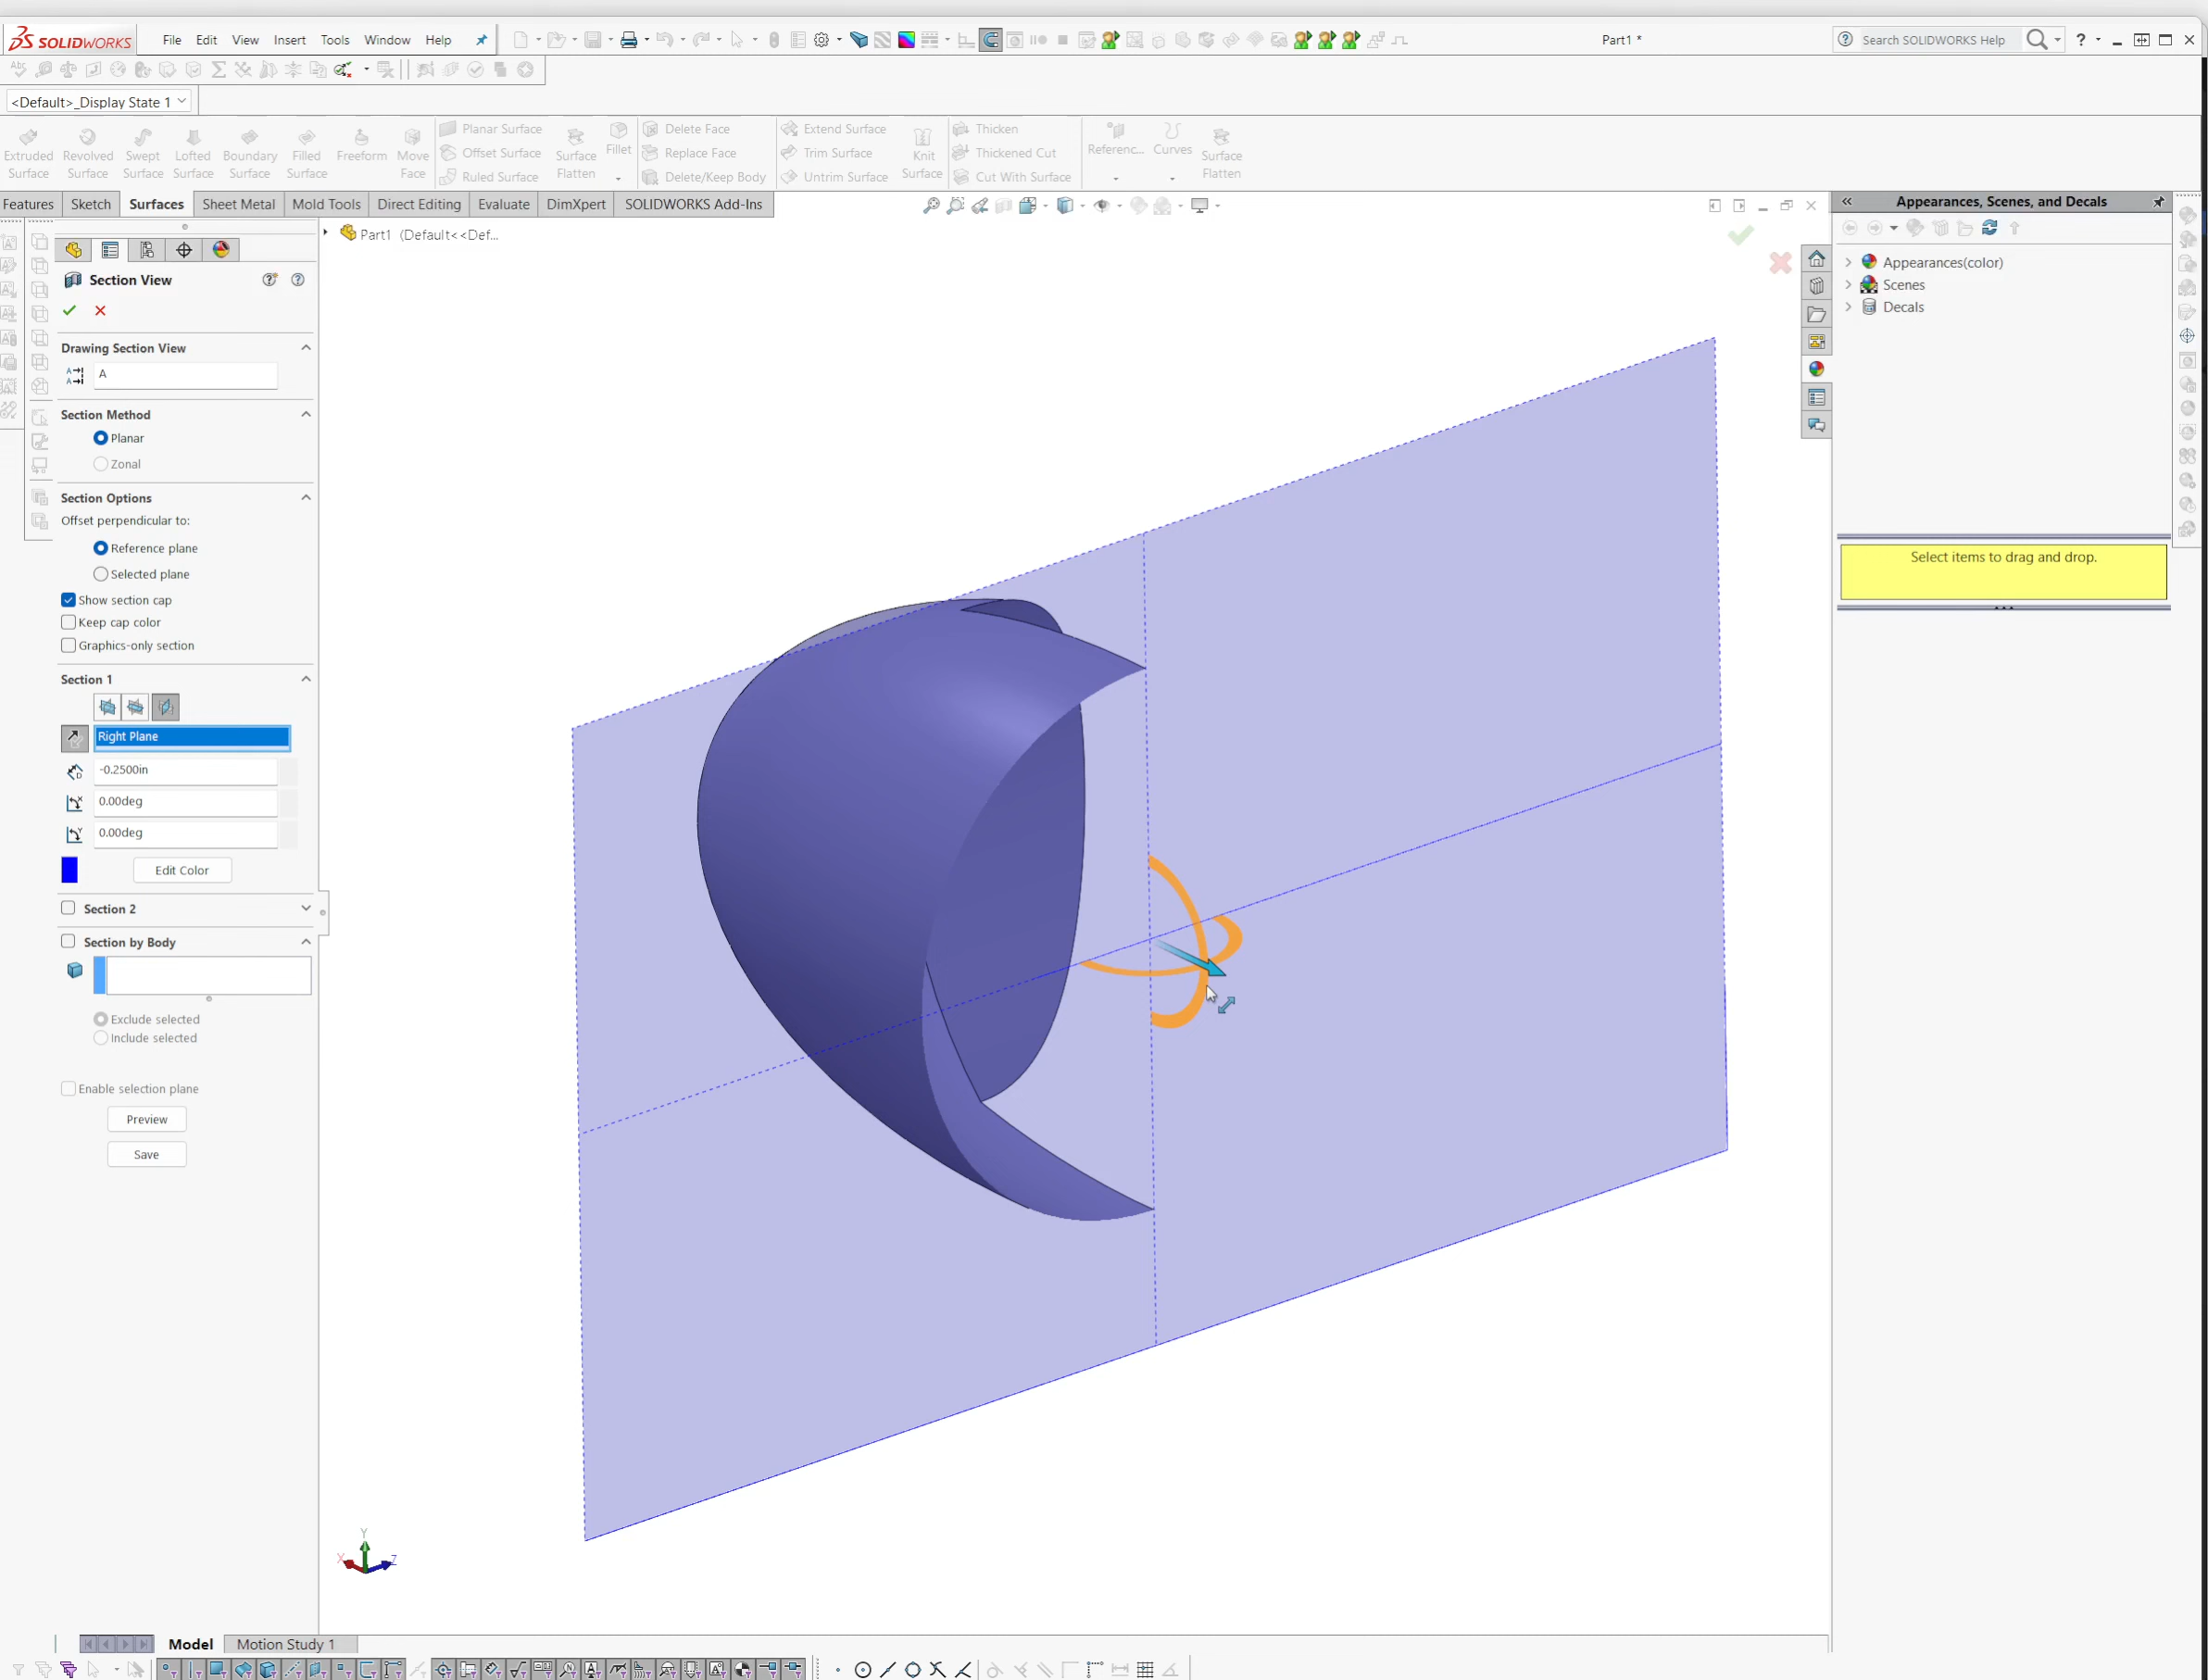 SOLIDWORKS File Edit View Insert Tools Window Help
Part1 *
Search SOLIDWORKS Help
<Default>_Display State 1
Extruded Surface
Revolved Surface
Swept Surface
Lofted Surface
Boundary Surface
Filled Surface
Freeform
Move Face
Planar Surface
Offset Surface
Ruled Surface
Surface Flatten
Fillet
Delete Face
Replace Face
Delete/Keep Body
Extend Surface
Trim Surface
Untrim Surface
Knit Surface
Thicken
Thickened Cut
Cut With Surface
Referenc...
Curves
Surface Flatten
Features Sketch Surfaces Sheet Metal Mold Tools Direct Editing Evaluate DimXpert SOLIDWORKS Add-Ins
Part1 (Default<<Def...
Section View
Drawing Section View
A
Section Method
Planar
Zonal
Section Options
Offset perpendicular to:
Reference plane
Selected plane
Show section cap
Keep cap color
Graphics-only section
Section 1
Right Plane
-0.2500in
0.00deg
0.00deg
Edit Color
Section 2
Section by Body
Exclude selected
Include selected
Enable selection plane
Preview
Save
Y
X
Z
Appearances, Scenes, and Decals
Appearances(color)
Scenes
Decals
Select items to drag and drop.
Model Motion Study 1